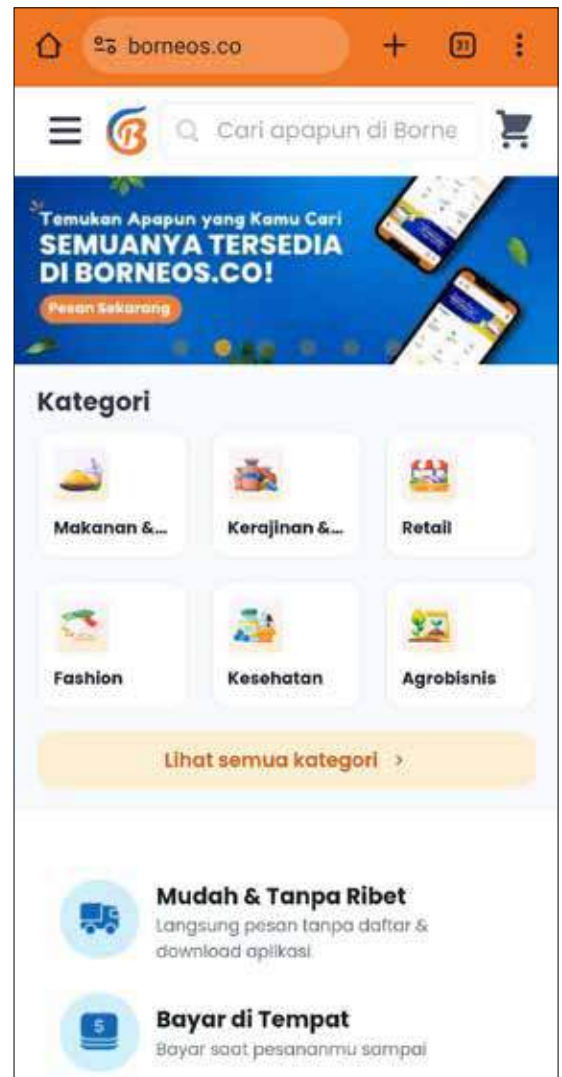 borneos.co
31
Cari apapun di Borne
Temukan Apapun yang Kamu Cari
SEMUANYA TERSEDIA
DI BORNEOS.CO!
Pesan Sekarang
Kategori
Makanan &...
Kerajinan &...
Retail
Fashion
Kesehatan
Agrobisnis
Lihat semua kategori >
Mudah & Tanpa Ribet
Langsung pesan tanpa daftar &
download aplikasi
Bayar di Tempat
Bayar saat pesananmu sampai